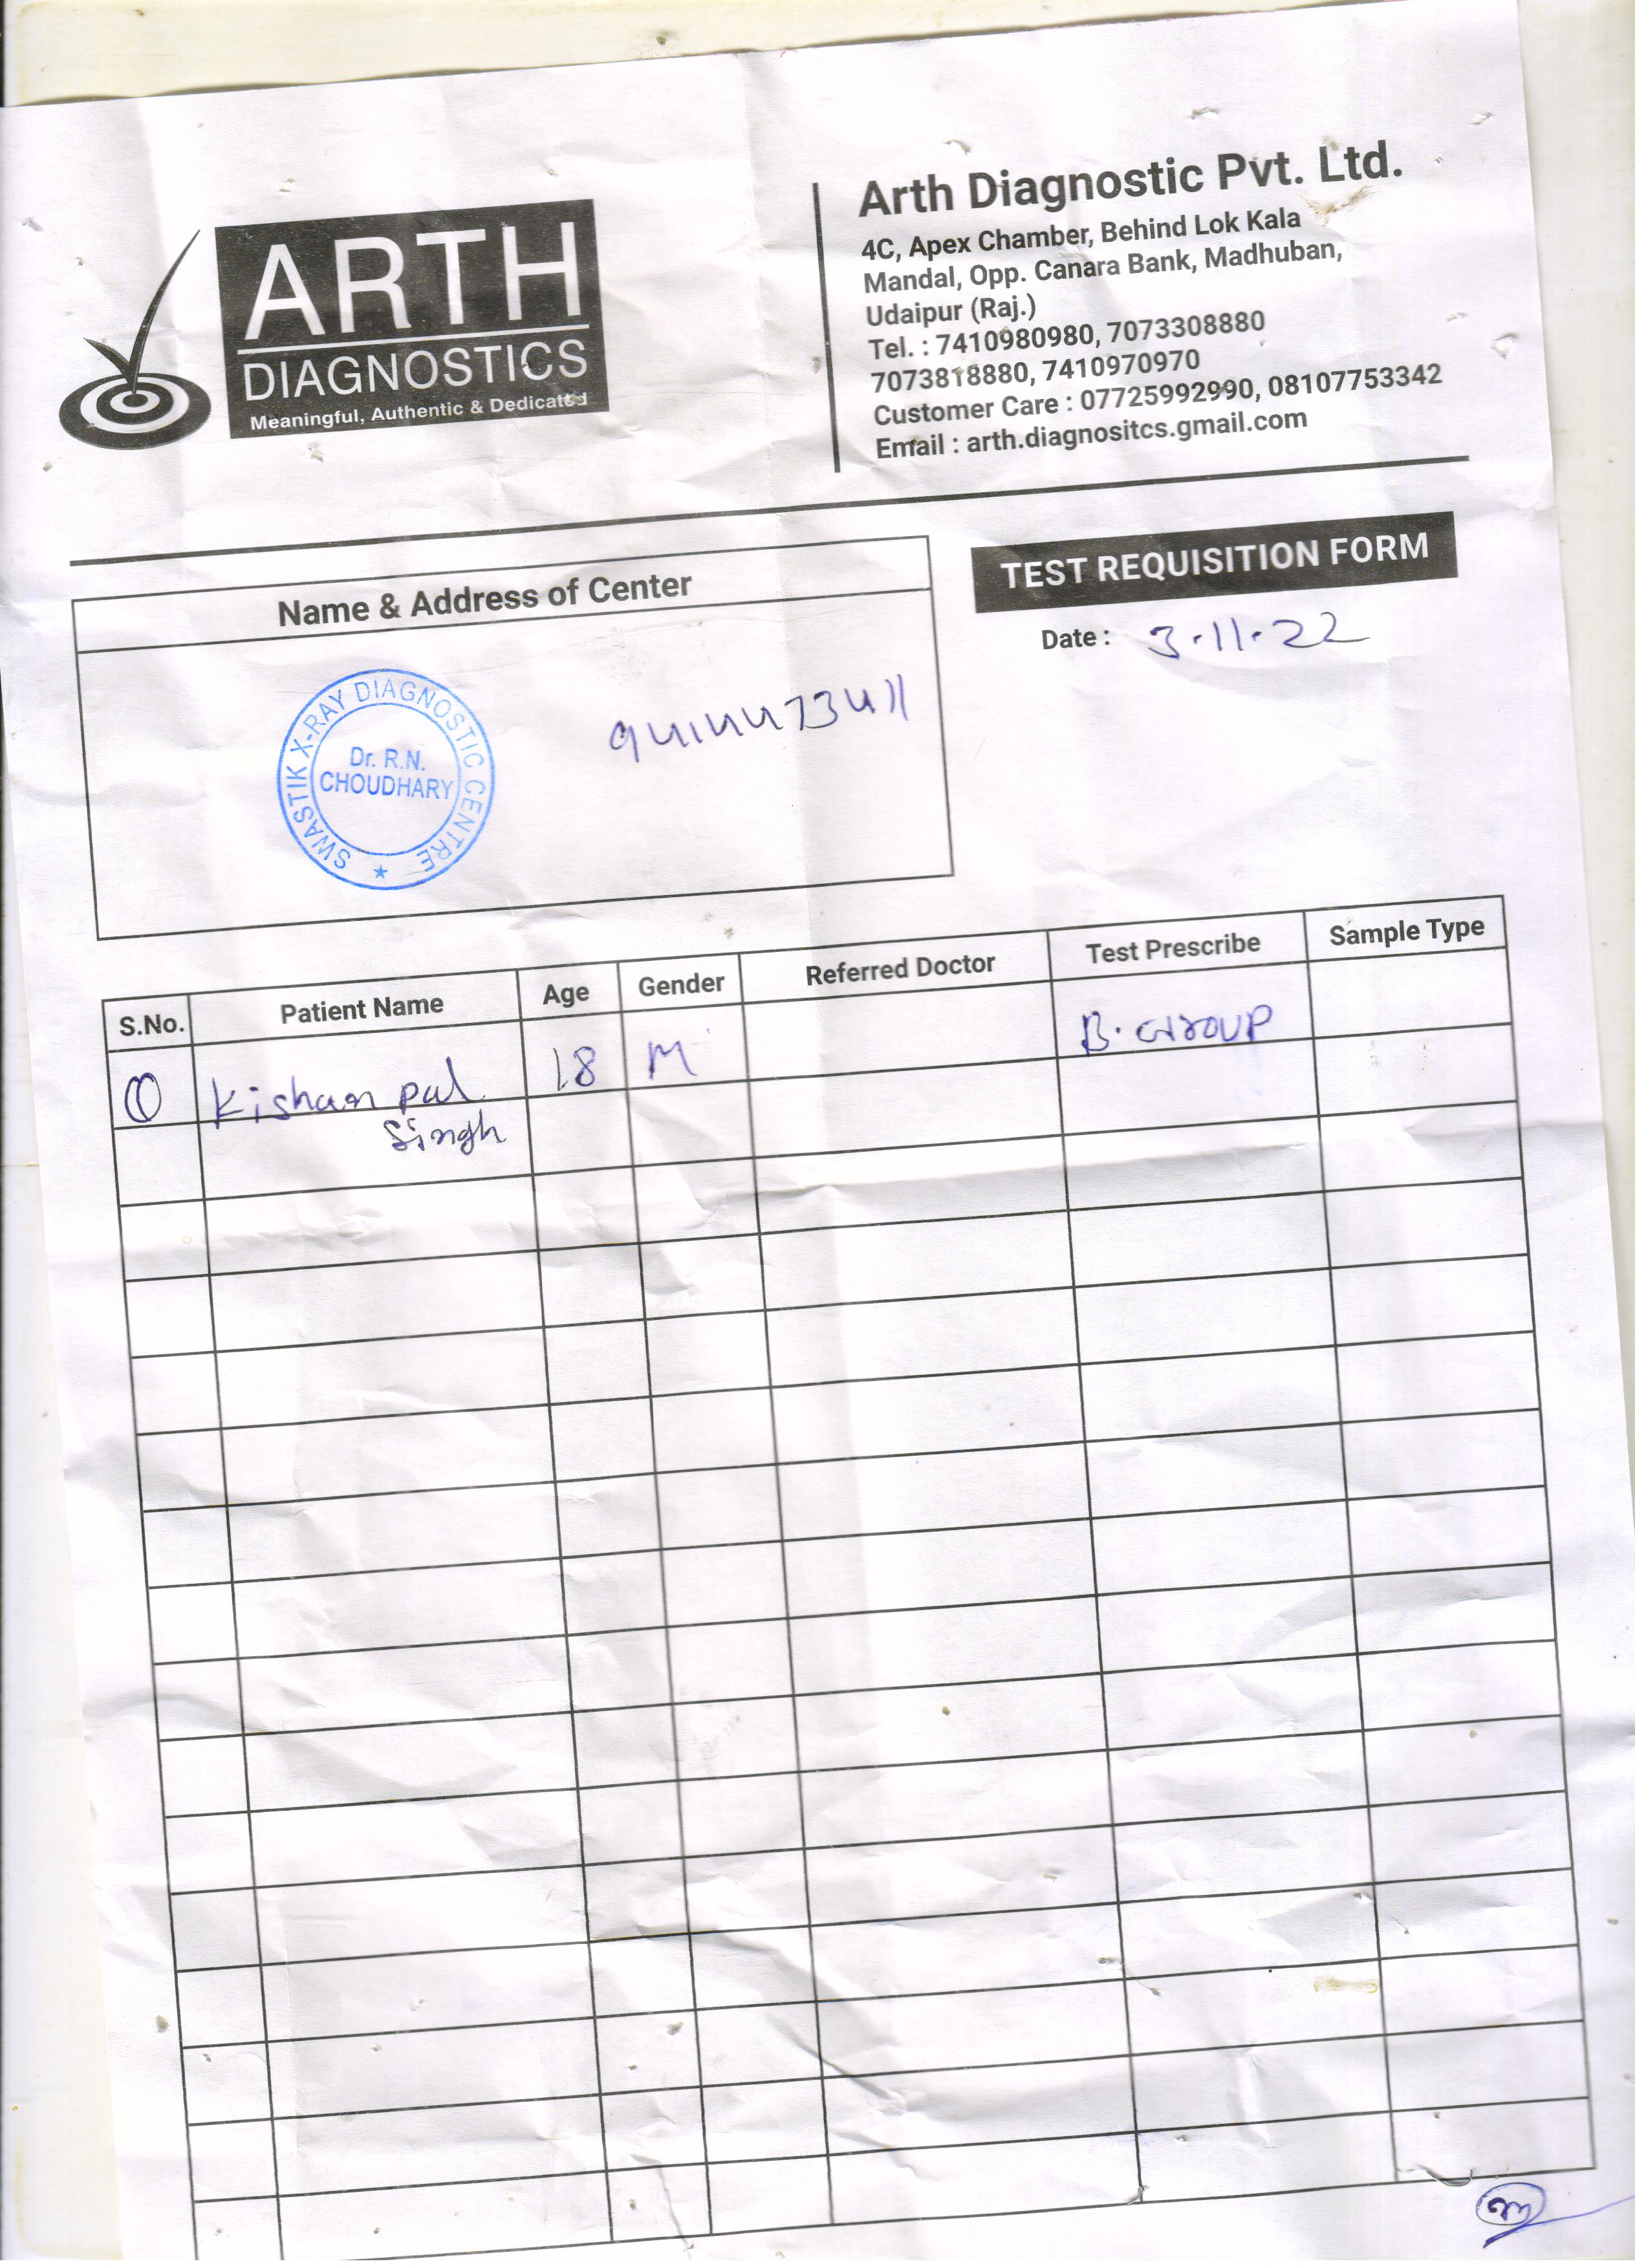 ARTH
DIAGNOSTICS
Meaningful, Authentic & Dedicated
Arth Diagnostic Pvt. Ltd.
4C, Apex Chamber, Behind Lok Kala
Mandal, Opp. Canara Bank, Madhuban,
Udaipur (Raj.)
Tel. : 7410980980, 7073308880
7073818880, 7410970970
Customer Care : 07725992990, 08107753342
Email : arth.diagnositcs.gmail.com
TEST REQUISITION FORM
Date : 3.11.22
Name & Address of Center
SWASTIK X-RAY DIAGNOSTIC CENTRE
Dr. R.N.
CHOUDHARY
9414473411
S.No. Patient Name Age Gender Referred Doctor Test Prescribe Sample Type
Kishan pal 18 M B. Group
Singh